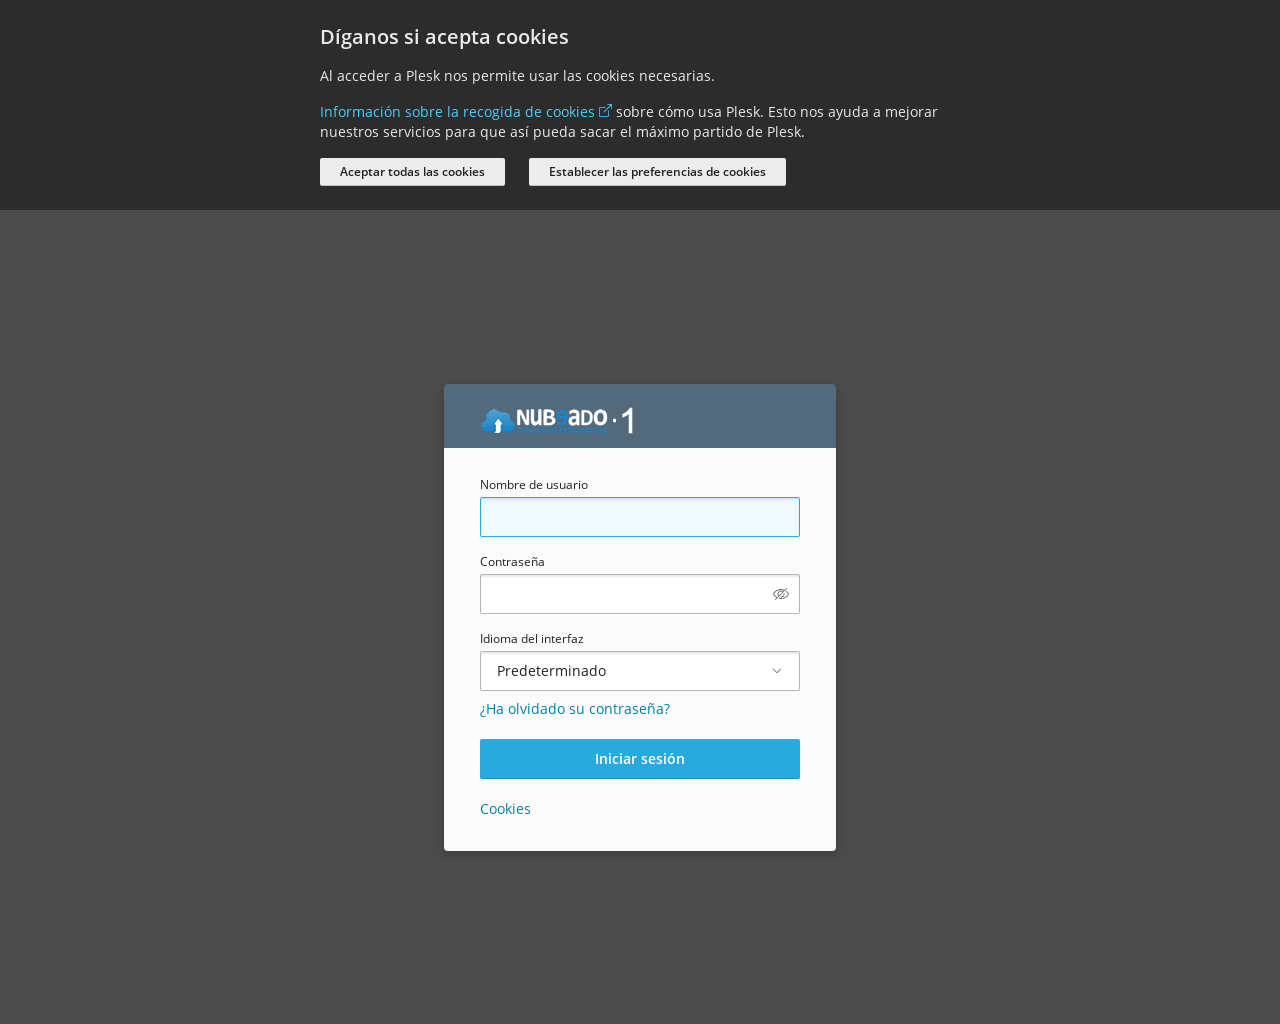 Díganos si acepta cookies
Al acceder a Plesk nos permite usar las cookies necesarias.
Información sobre la recogida de cookies sobre cómo usa Plesk. Esto nos ayuda a mejorar
nuestros servicios para que así pueda sacar el máximo partido de Plesk.
Aceptar todas las cookies
Establecer las preferencias de cookies
NUBeaDO · 1
Nombre de usuario
Contraseña
Idioma del interfaz
Predeterminado
¿Ha olvidado su contraseña?
Iniciar sesión
Cookies